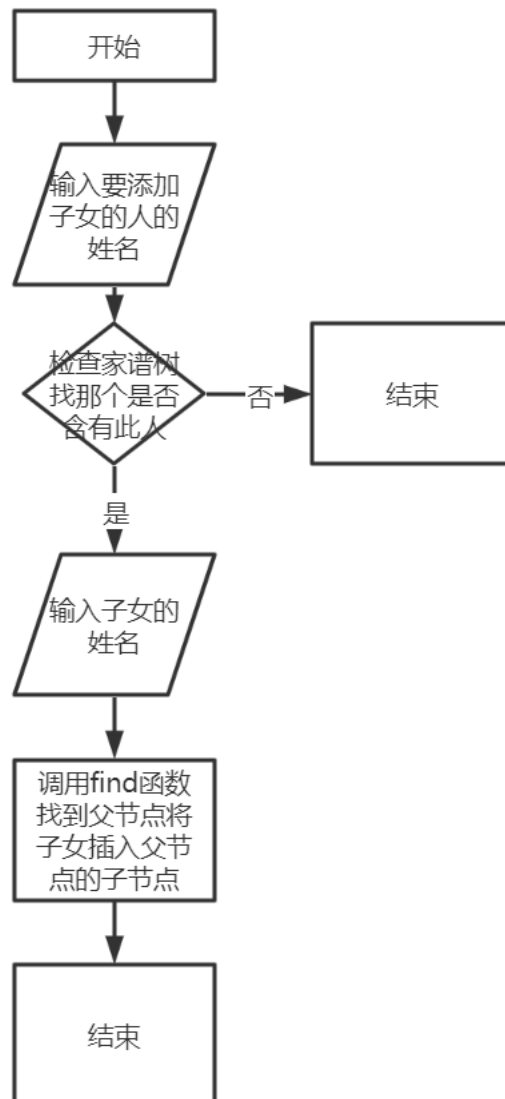 开始
输入要添加
子女的人的
姓名
检查家谱树
找那个是否
含有此人
否
结束
是
输入子女的
姓名
调用find函数
找到父节点将
子女插入父节
点的子节点
结束